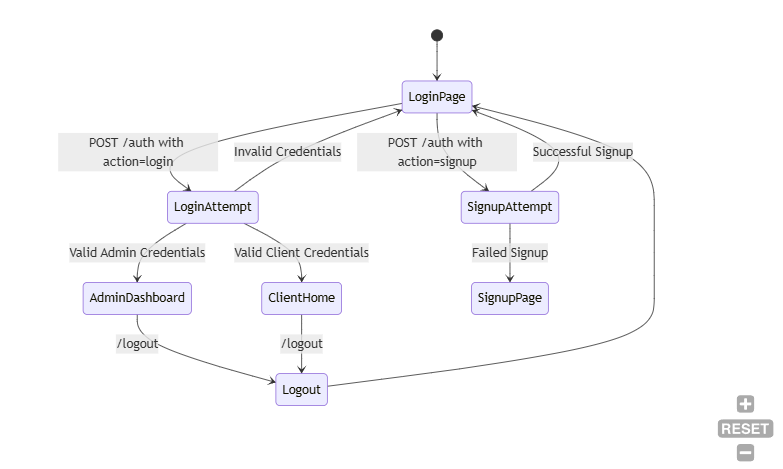 LoginPage
POST /auth with
action=login
Invalid Credentials
POST /auth with
action=signup
Successful Signup
LoginAttempt
SignupAttempt
Valid Admin Credentials
Valid Client Credentials
Failed Signup
AdminDashboard
ClientHome
SignupPage
/logout
/logout
Logout
RESET